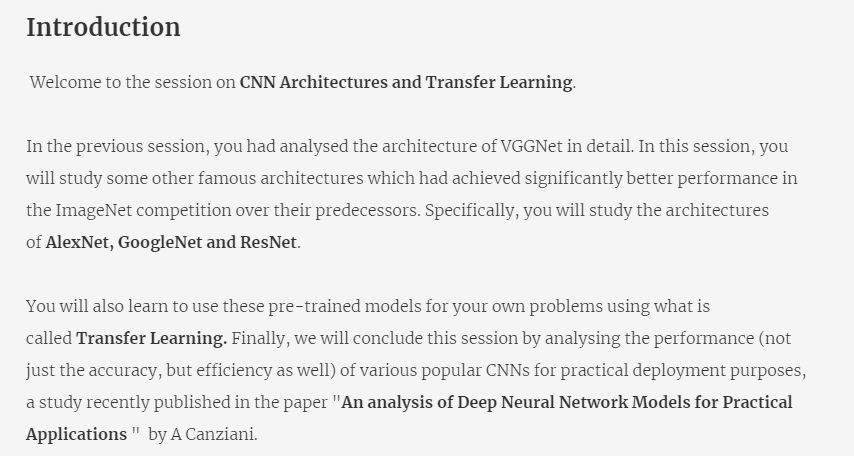 Introduction
Welcome to the session on CNN Architectures and Transfer Learning.
In the previous session, you had analysed the architecture of VGGNet in detail. In this session, you
will study some other famous architectures which had achieved significantly better performance in
the ImageNet competition over their predecessors. Specifically, you will study the architectures
of AlexNet, GoogleNet and ResNet.
You will also learn to use these pre-trained models for your own problems using what is
called Transfer Learning. Finally, we will conclude this session by analysing the performance (not
just the accuracy, but efficiency as well) of various popular CNNs for practical deployment purposes,
a study recently published in the paper "An analysis of Deep Neural Network Models for Practical
Applications " by A Canziani.